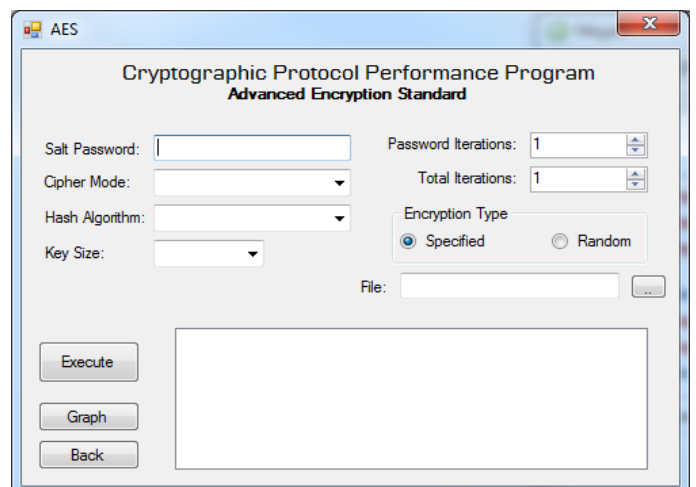 AES
Cryptographic Protocol Performance Program
Advanced Encryption Standard
Salt Password:
Password Iterations: 1
Cipher Mode:
Total Iterations: 1
Hash Algorithm:
Encryption Type
Specified Random
Key Size:
File:
..
Execute
Graph
Back